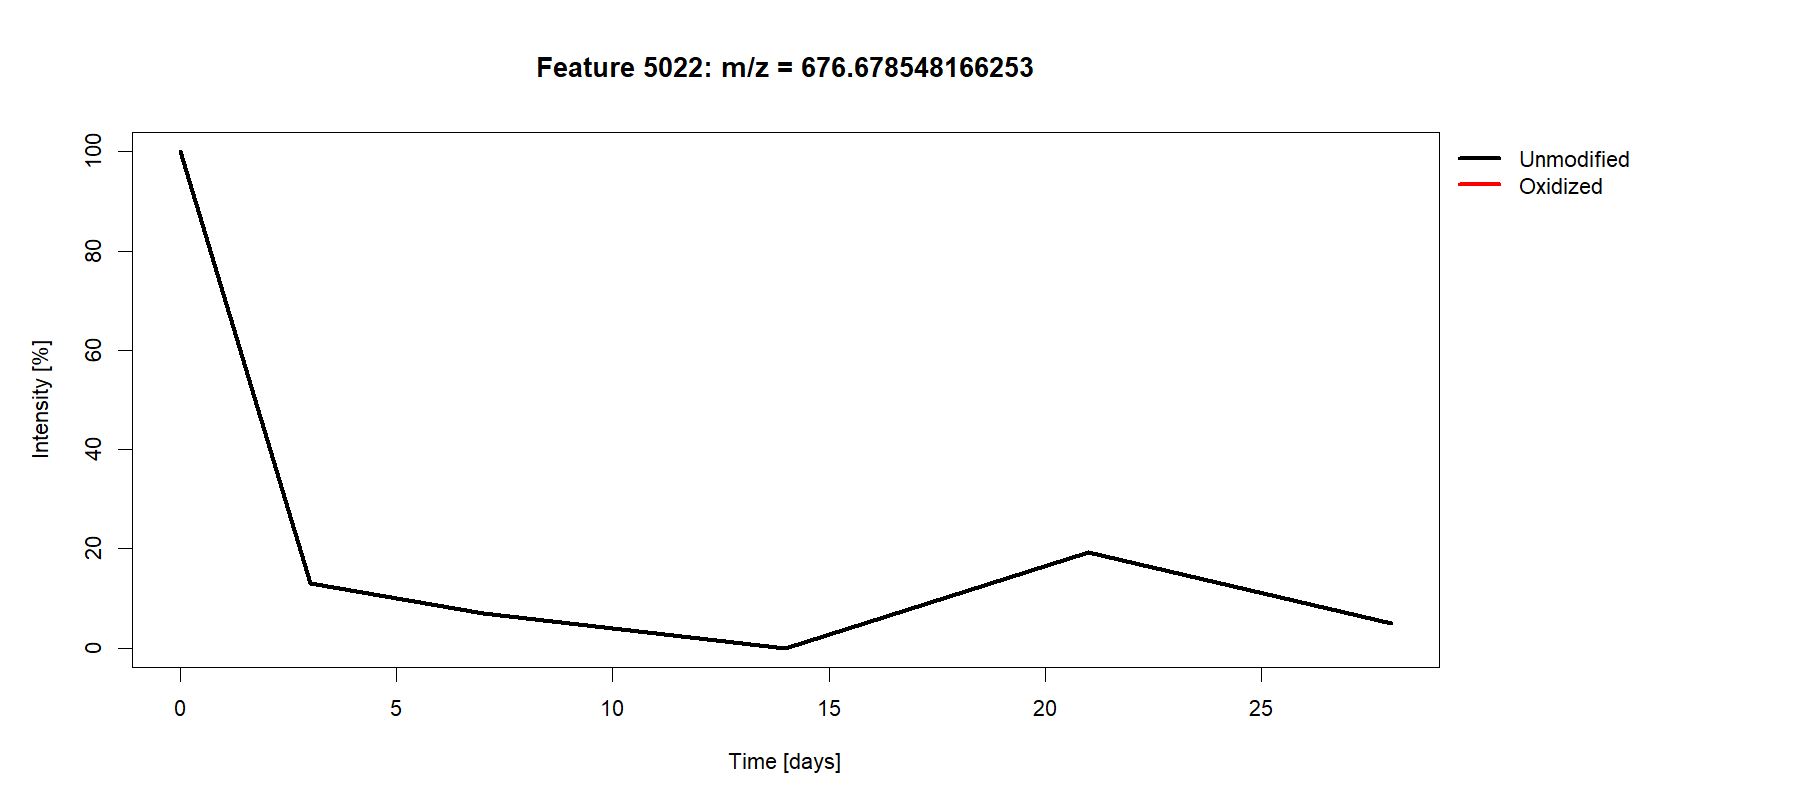 Feature 5022: m/z = 676.678548166253
Unmodified
Oxidized
Intensity [%]
100
80
60
40
20
0
0 5 10 15 20 25
Time [days]